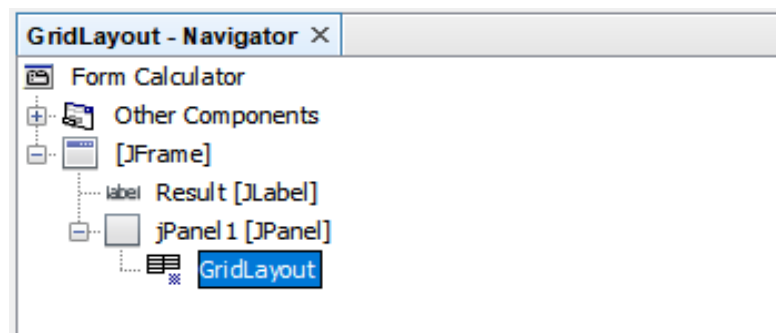 GridLayout - Navigator ×
Form Calculator
Other Components
[JFrame]
label Result [JLabel]
jPanel1 [JPanel]
GridLayout